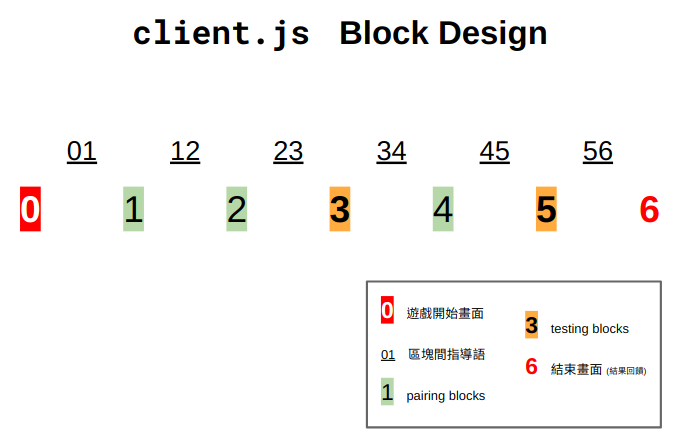 client.js Block Design
01 12 23 34 45 56
0 1 2 3 4 5 6
0 遊戲開始畫面
01 區塊間指導語
1 pairing blocks
3 testing blocks
6 結束畫面 (結果回饋)